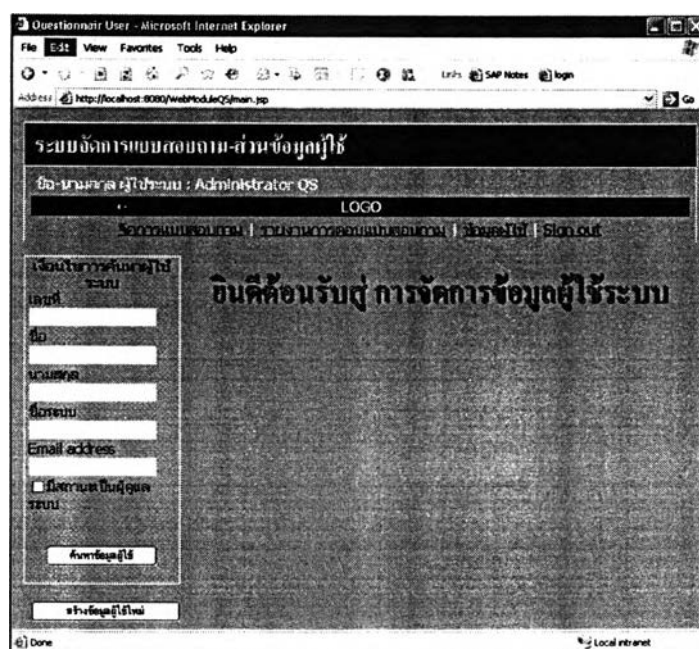 Questionnair User - Microsoft Internet Explorer
File Edit View Favorites Tools Help
Links SAP Notes login
Address http://localhost:8080/WebModuleQS/main.jsp Go
ระบบจัดการแบบสอบถาม-ส่วนข้อมูลผู้ใช้
ชื่อ-นามสกุล ผู้ใช้ระบบ : Administrator QS
LOGO
จัดการแบบสอบถาม | รายงานการตอบแบบสอบถาม | ข้อมูลผู้ใช้ | Sign out
เงื่อนไขการค้นหาผู้ใช้
ระบบ
ยินดีต้อนรับสู่ การจัดการข้อมูลผู้ใช้ระบบ
เลขที่
ชื่อ
นามสกุล
ชื่อระบบ
Email address
มีสถานะเป็นผู้ดูแล
ระบบ
ค้นหาข้อมูลผู้ใช้
สร้างข้อมูลผู้ใช้ใหม่
Done Local intranet